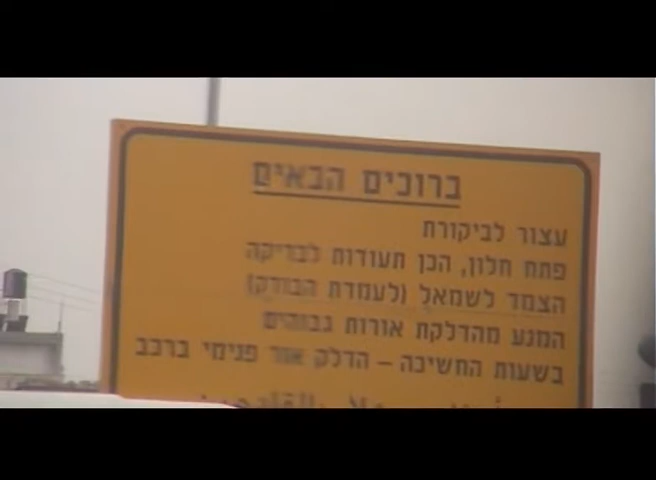 ברוכים הבאים
עצור לביקורת
פתח חלון, הכן תעודות לבדיקה
הצמד לשמאל (לעמדת הבודק)
המנע מהדלקת אורות גבוהים
בשעות החשיכה – הדלק אור פנימי ברכב